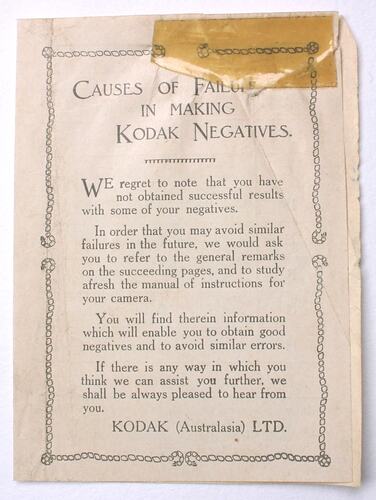 CAUSES OF FAILURE
IN MAKING
KODAK NEGATIVES.
WE regret to note that you have
not obtained successful results
with some of your negatives.
In order that you may avoid similar
failures in the future, we would ask
you to refer to the general remarks
on the succeeding pages, and to study
afresh the manual of instructions for
your camera.
You will find therein information
which will enable you to obtain good
negatives and to avoid similar errors.
If there is any way in which you
think we can assist you further, we
shall be always pleased to hear from
you.
KODAK (Australasia) LTD.